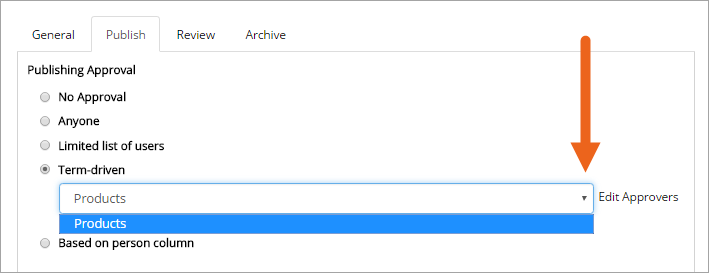 General Publish Review Archive
Publishing Approval
No Approval
Anyone
Limited list of users
Term-driven
Products Edit Approvers
Products
Based on person column